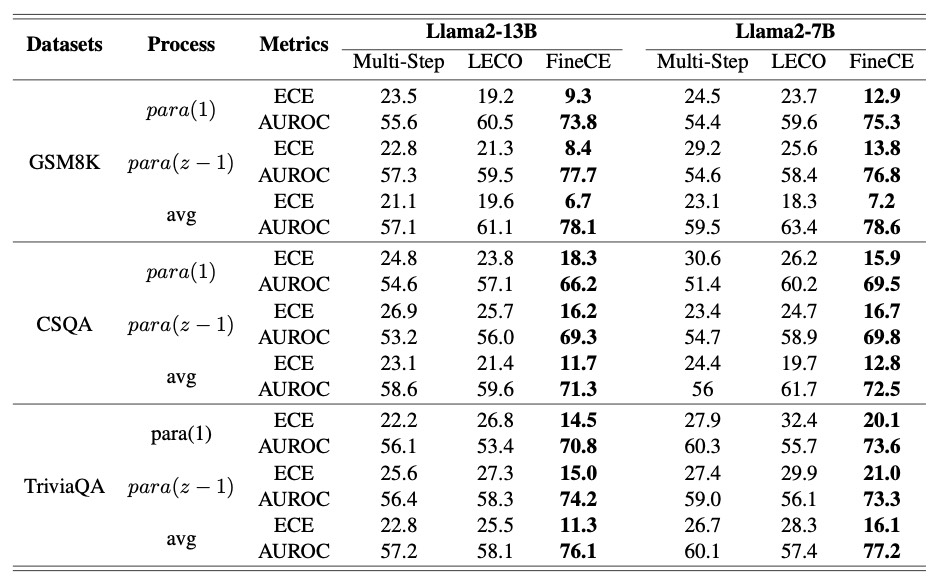 Datasets Process Metrics Llama2-13B Llama2-7B
Multi-Step LECO FineCE Multi-Step LECO FineCE
GSM8K para(1) ECE 23.5 19.2 9.3 24.5 23.7 12.9
AUROC 55.6 60.5 73.8 54.4 59.6 75.3
para(z − 1) ECE 22.8 21.3 8.4 29.2 25.6 13.8
AUROC 57.3 59.5 77.7 54.6 58.4 76.8
avg ECE 21.1 19.6 6.7 23.1 18.3 7.2
AUROC 57.1 61.1 78.1 59.5 63.4 78.6
CSQA para(1) ECE 24.8 23.8 18.3 30.6 26.2 15.9
AUROC 54.6 57.1 66.2 51.4 60.2 69.5
para(z − 1) ECE 26.9 25.7 16.2 23.4 24.7 16.7
AUROC 53.2 56.0 69.3 54.7 58.9 69.8
avg ECE 23.1 21.4 11.7 24.4 19.7 12.8
AUROC 58.6 59.6 71.3 56 61.7 72.5
TriviaQA para(1) ECE 22.2 26.8 14.5 27.9 32.4 20.1
AUROC 56.1 53.4 70.8 60.3 55.7 73.6
para(z − 1) ECE 25.6 27.3 15.0 27.4 29.9 21.0
AUROC 56.4 58.3 74.2 59.0 56.1 73.3
avg ECE 22.8 25.5 11.3 26.7 28.3 16.1
AUROC 57.2 58.1 76.1 60.1 57.4 77.2